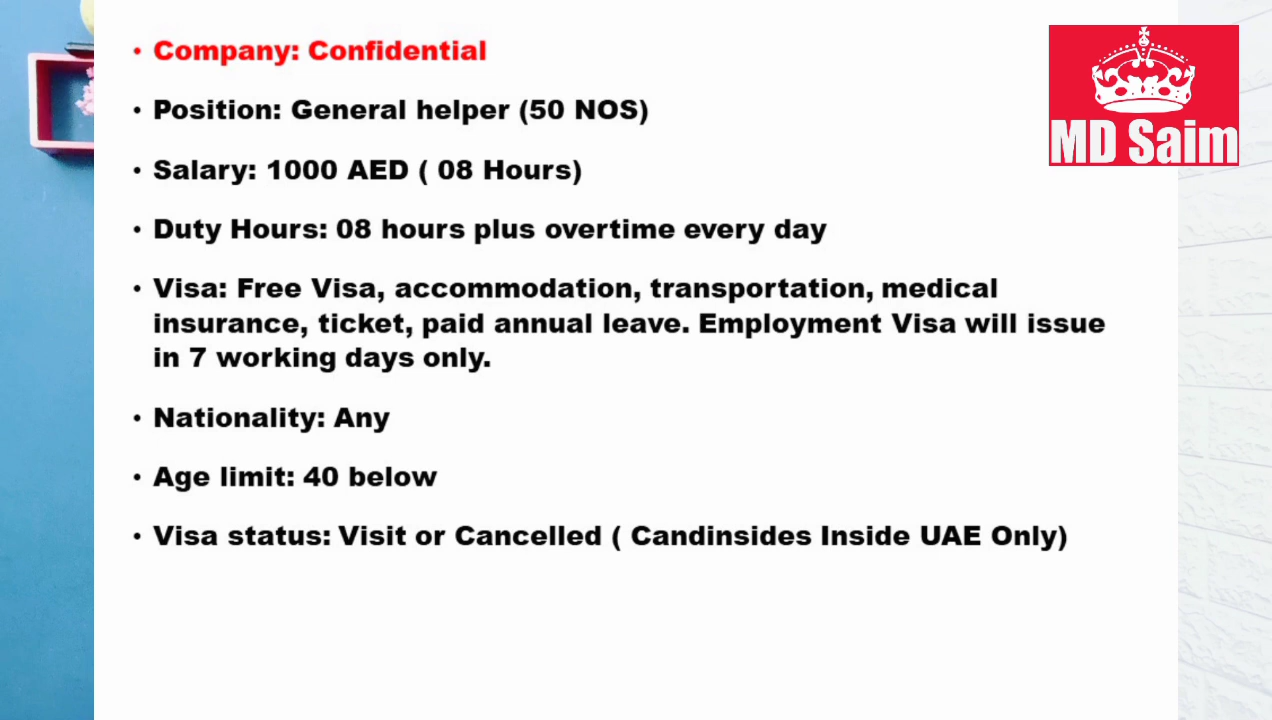 • Company: Confidential
MD Saim
• Position: General helper (50 NOS)
• Salary: 1000 AED ( 08 Hours)
• Duty Hours: 08 hours plus overtime every day
• Visa: Free Visa, accommodation, transportation, medical
insurance, ticket, paid annual leave. Employment Visa will issue
in 7 working days only.
• Nationality: Any
• Age limit: 40 below
• Visa status: Visit or Cancelled ( Candinsides Inside UAE Only)